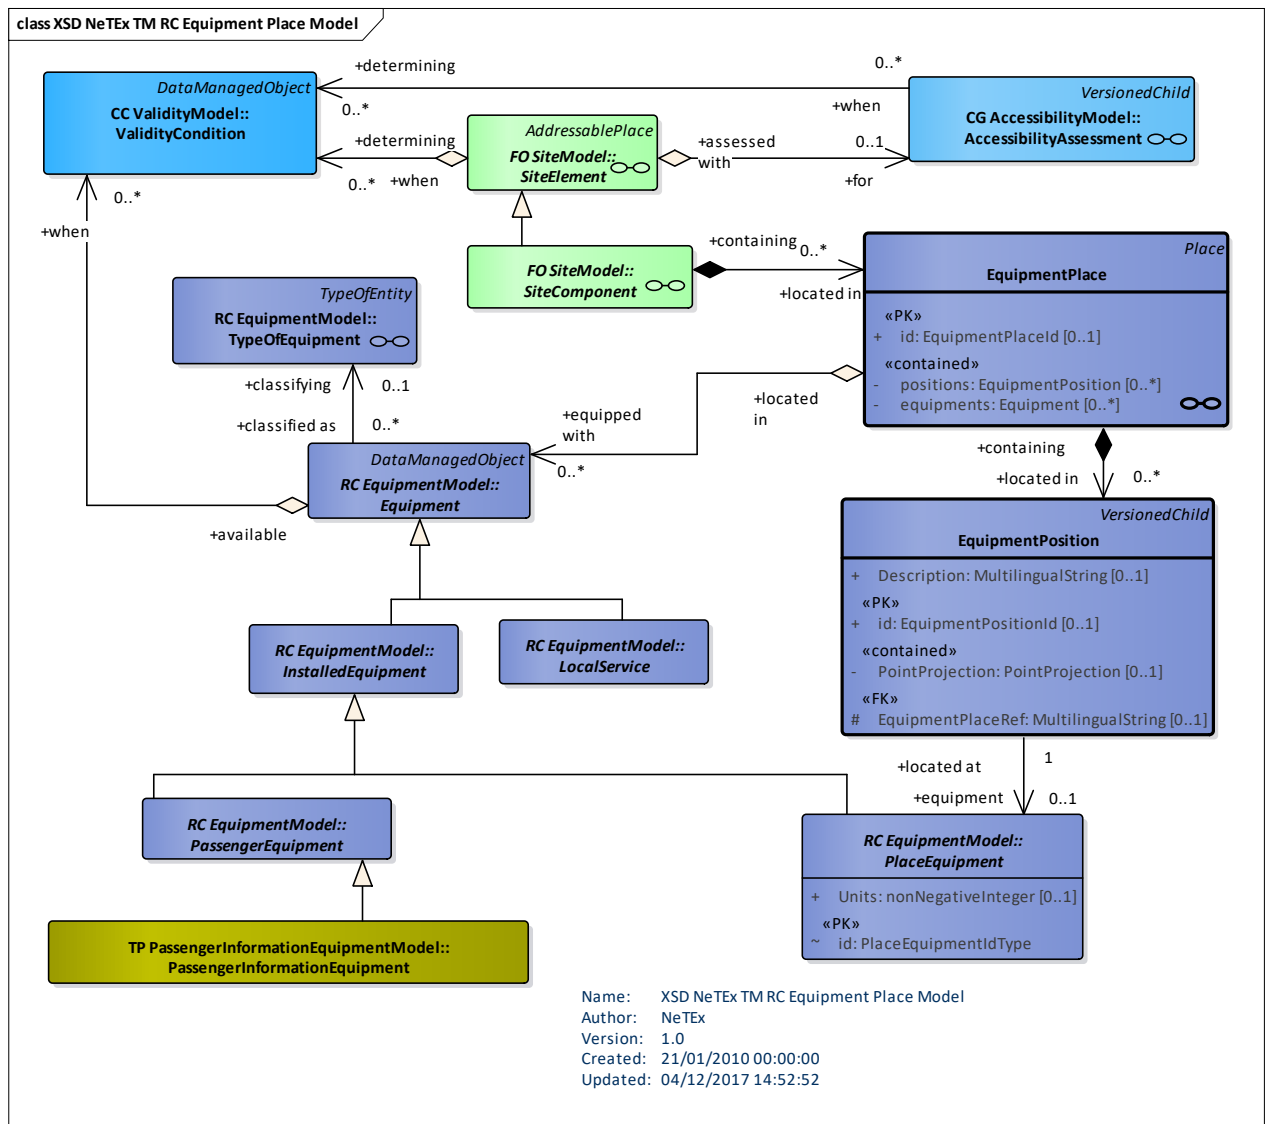 class XSD NeTEx TM RC Equipment Place Model
+determining
0..*
DataManagedObject
CC ValidityModel::
ValidityCondition
0..*
+when
VersionedChild
CG AccessibilityModel::
AccessibilityAssessment
+determining
0..*
+when
AddressablePlace
FO SiteModel::
SiteElement
+assessed
with
0..1
+for
0..*
+when
FO SiteModel::
SiteComponent
+containing
0..*
+located in
Place
EquipmentPlace
«PK»
+ id: EquipmentPlaceId [0..1]
«contained»
- positions: EquipmentPosition [0..*]
- equipments: Equipment [0..*]
TypeOfEntity
RC EquipmentModel::
TypeOfEquipment
+classifying
0..1
+classified as
0..*
+equipped
with
0..*
+located
in
+containing
+located in
0..*
DataManagedObject
RC EquipmentModel::
Equipment
+available
VersionedChild
EquipmentPosition
+ Description: MultilingualString [0..1]
«PK»
+ id: EquipmentPositionId [0..1]
«contained»
- PointProjection: PointProjection [0..1]
«FK»
# EquipmentPlaceRef: MultilingualString [0..1]
RC EquipmentModel::
InstalledEquipment
RC EquipmentModel::
LocalService
+located at
1
+equipment
0..1
RC EquipmentModel::
PassengerEquipment
RC EquipmentModel::
PlaceEquipment
+ Units: nonNegativeInteger [0..1]
«PK»
~ id: PlaceEquipmentIdType
TP PassengerInformationEquipmentModel::
PassengerInformationEquipment
Name: XSD NeTEx TM RC Equipment Place Model
Author: NeTEx
Version: 1.0
Created: 21/01/2010 00:00:00
Updated: 04/12/2017 14:52:52